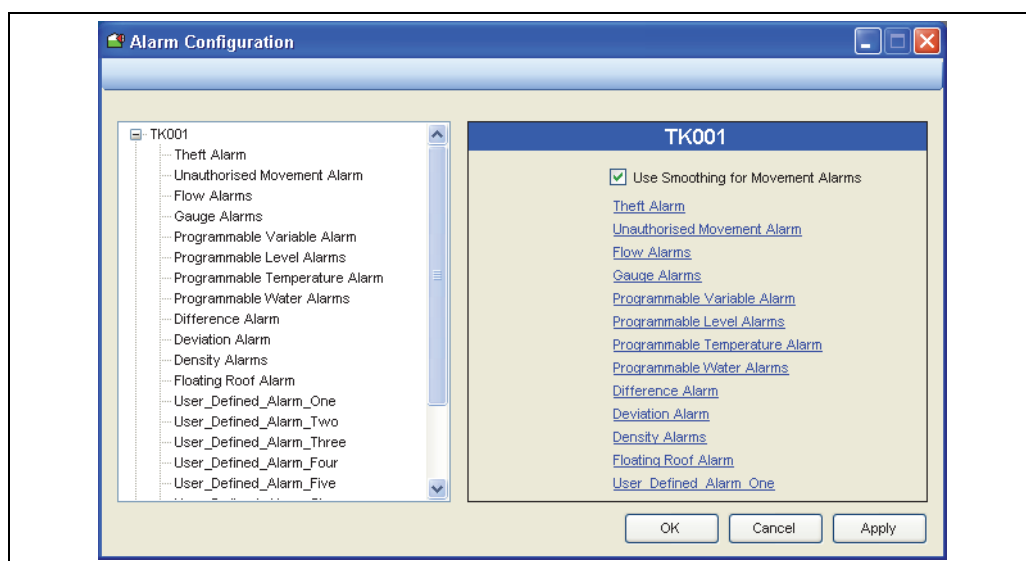 Alarm Configuration
TK001
Theft Alarm
Unauthorised Movement Alarm
Flow Alarms
Gauge Alarms
Programmable Variable Alarm
Programmable Level Alarms
Programmable Temperature Alarm
Programmable Water Alarms
Difference Alarm
Deviation Alarm
Density Alarms
Floating Roof Alarm
User_Defined_Alarm_One
User_Defined_Alarm_Two
User_Defined_Alarm_Three
User_Defined_Alarm_Four
User_Defined_Alarm_Five
TK001
Use Smoothing for Movement Alarms
Theft Alarm
Unauthorised Movement Alarm
Flow Alarms
Gauge Alarms
Programmable Variable Alarm
Programmable Level Alarms
Programmable Temperature Alarm
Programmable Water Alarms
Difference Alarm
Deviation Alarm
Density Alarms
Floating Roof Alarm
User_Defined_Alarm_One
OK Cancel Apply